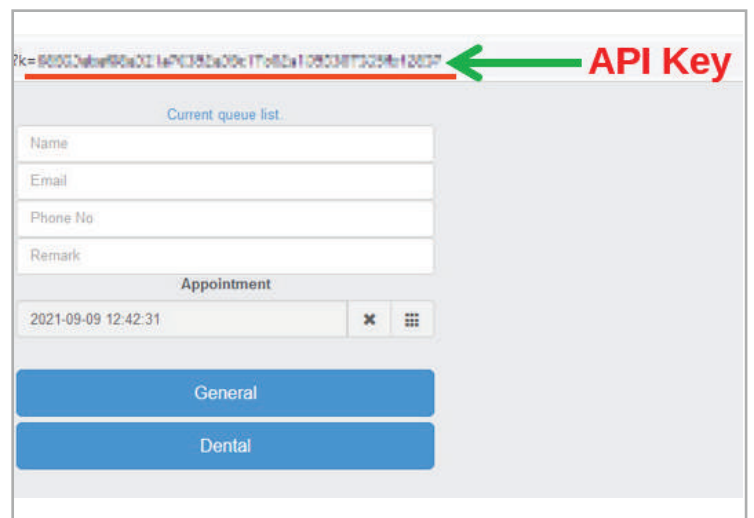 ?k=
API Key
Current queue list.
Name
Email
Phone No
Remark
Appointment
2021-09-09 12:42:31
General
Dental